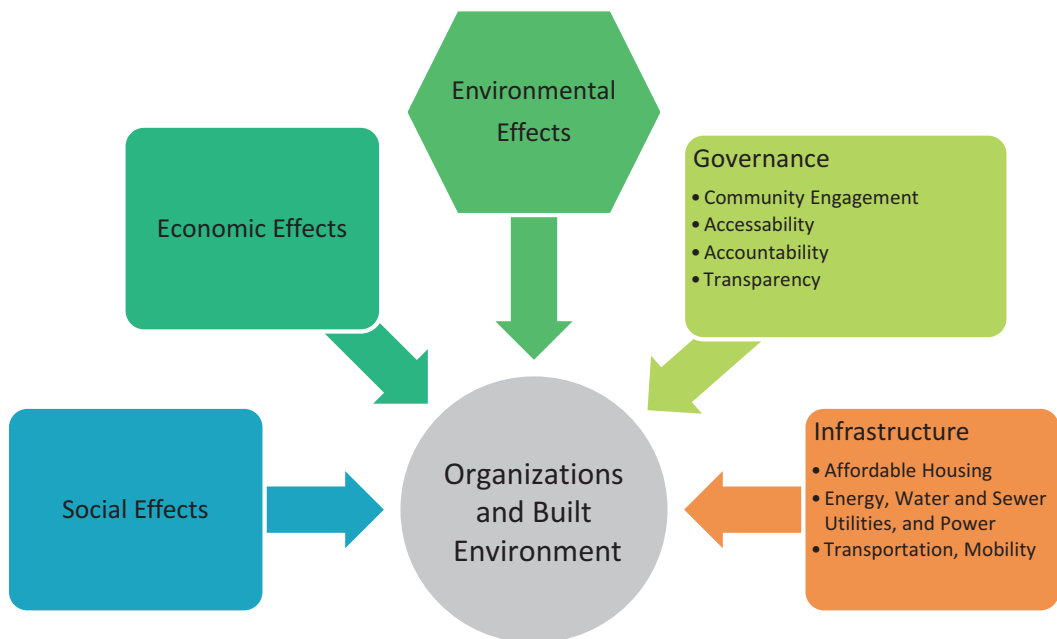 Environmental
Effects
Economic Effects
Governance
• Community Engagement
• Accessability
• Accountability
• Transparency
Social Effects
Organizations
and Built
Environment
Infrastructure
• Affordable Housing
• Energy, Water and Sewer
Utilities, and Power
• Transportation, Mobility